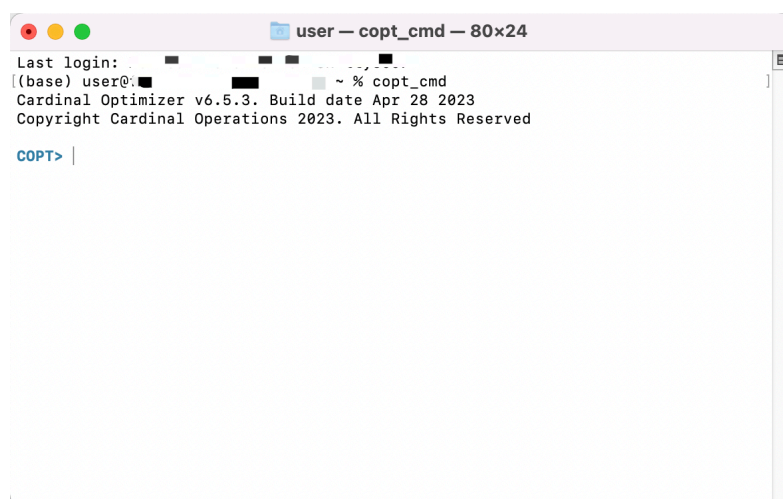 user — copt_cmd — 80×24
Last login:
(base) user@ ~ % copt_cmd
Cardinal Optimizer v6.5.3. Build date Apr 28 2023
Copyright Cardinal Operations 2023. All Rights Reserved
COPT>